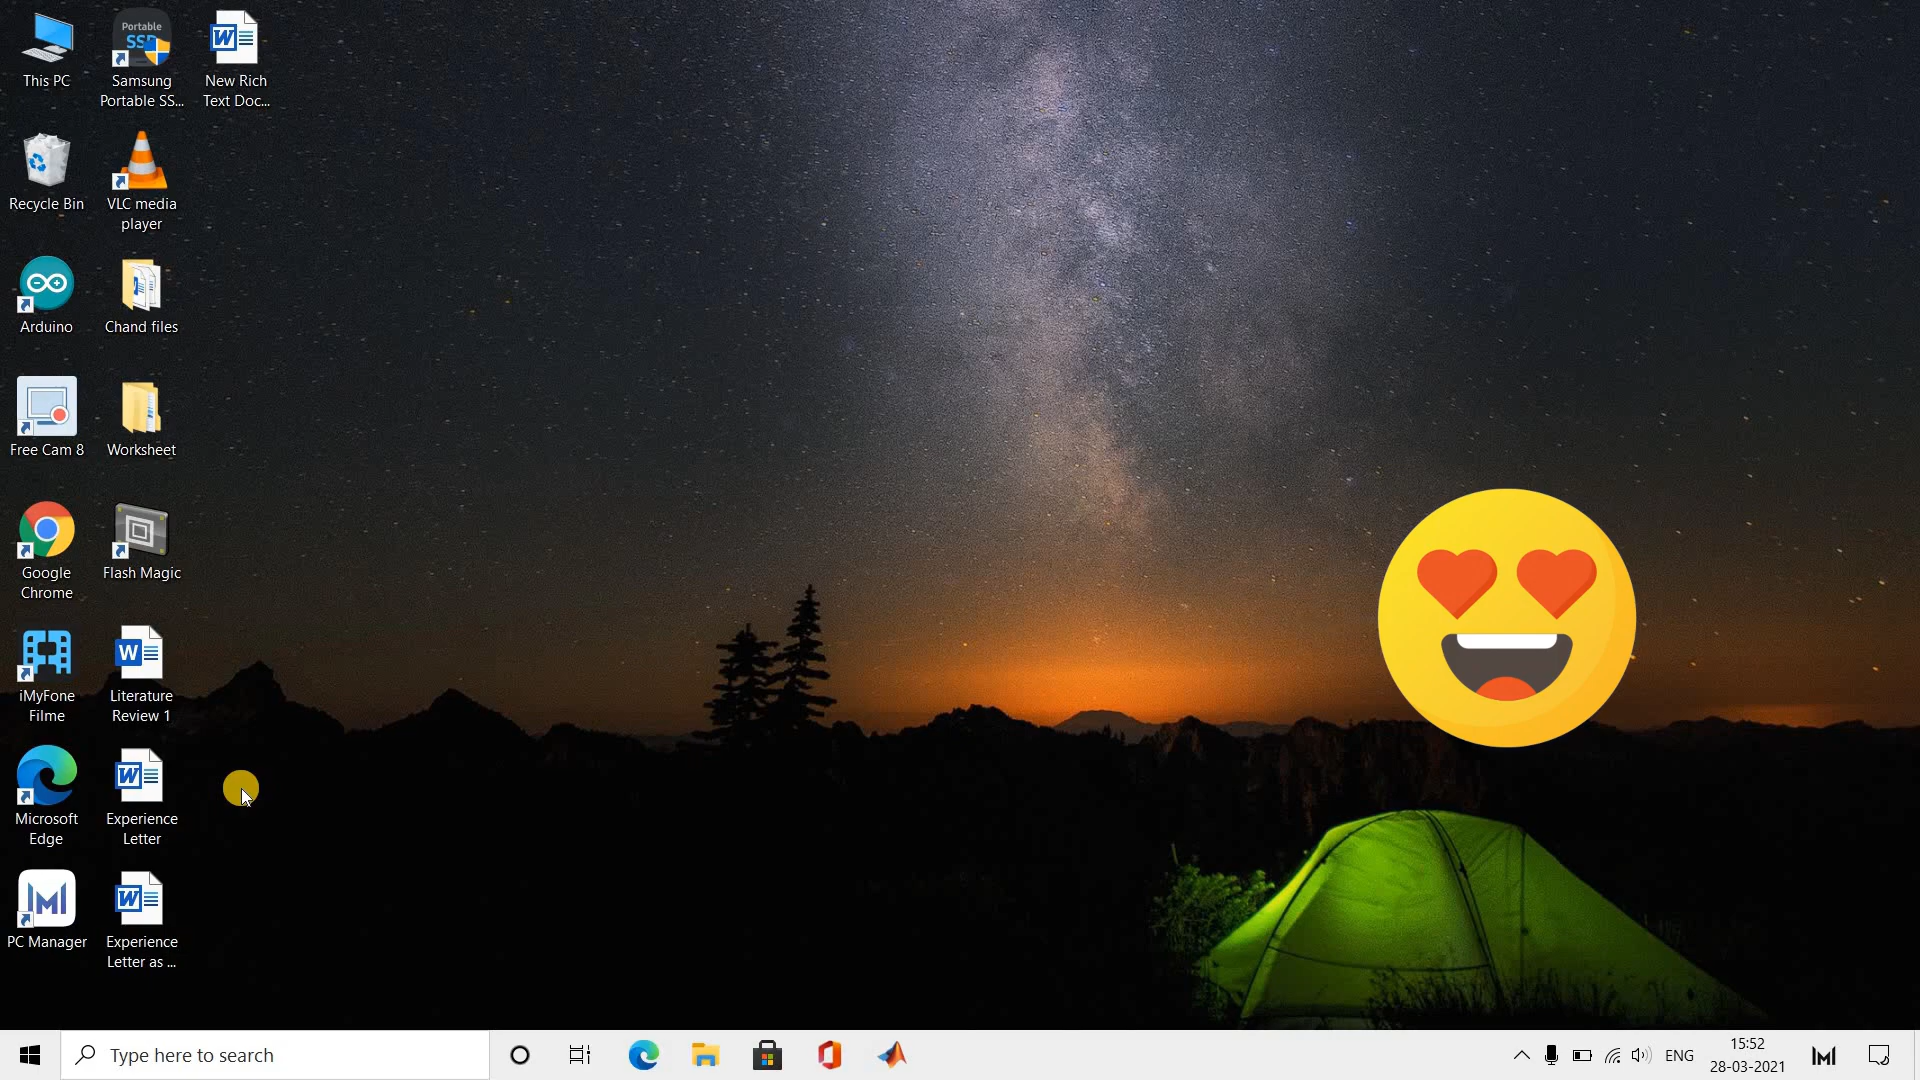 This PC
Portable
SSD
Samsung
Portable SS...
New Rich
Text Doc...
Recycle Bin
VLC media
player
Arduino
Chand files
Free Cam 8
Worksheet
Google
Chrome
Flash Magic
iMyFone
Filme
Literature
Review 1
Microsoft
Edge
Experience
Letter
PC Manager
Experience
Letter as ...
Type here to search
ENG
15:52
28-03-2021